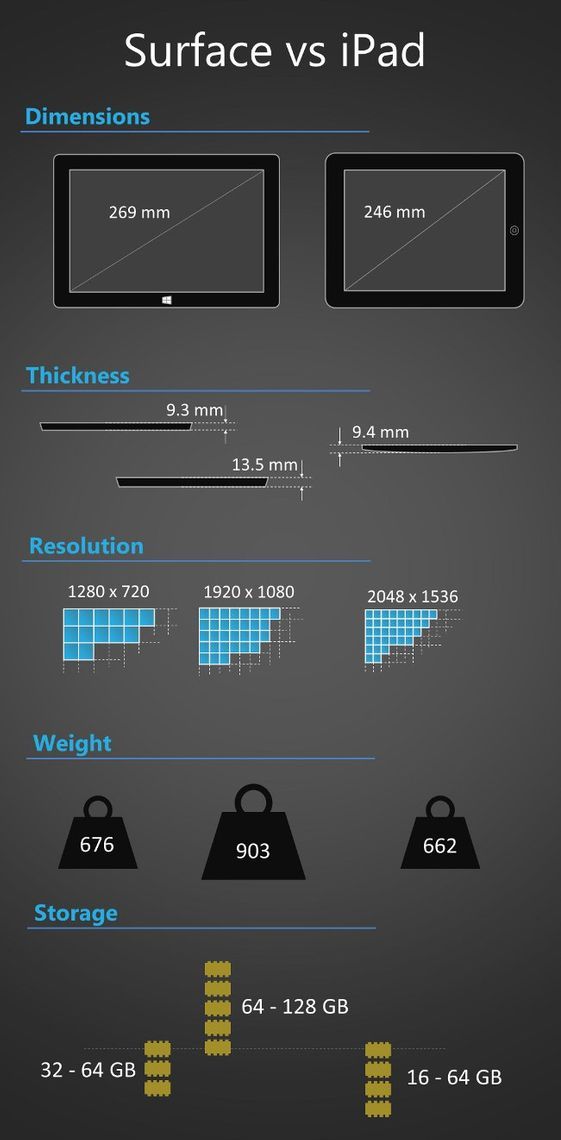 Surface vs iPad
Dimensions
269 mm
246 mm
Thickness
9.3 mm
9.4 mm
13.5 mm
Resolution
1280 x 720
1920 x 1080
2048 x 1536
Weight
676
903
662
Storage
64 - 128 GB
32 - 64 GB
16 - 64 GB